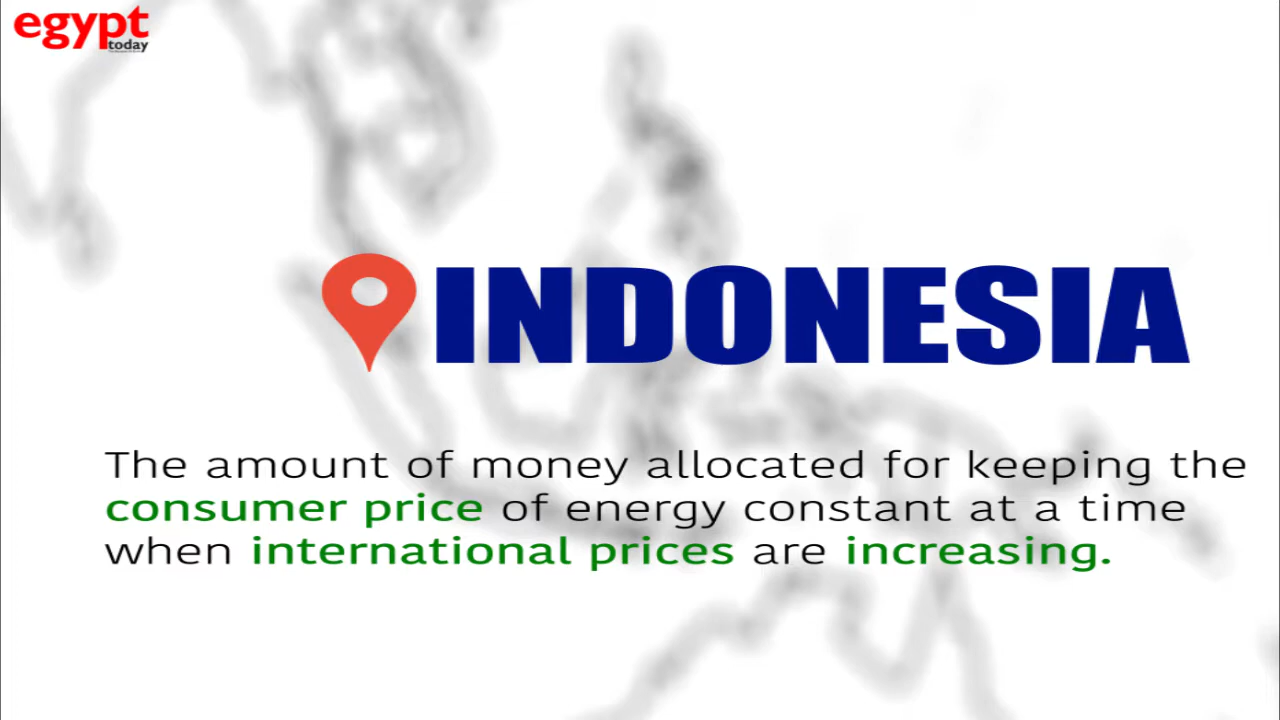 egypt
today
INDONESIA
The amount of money allocated for keeping the
consumer price of energy constant at a time
when international prices are increasing.